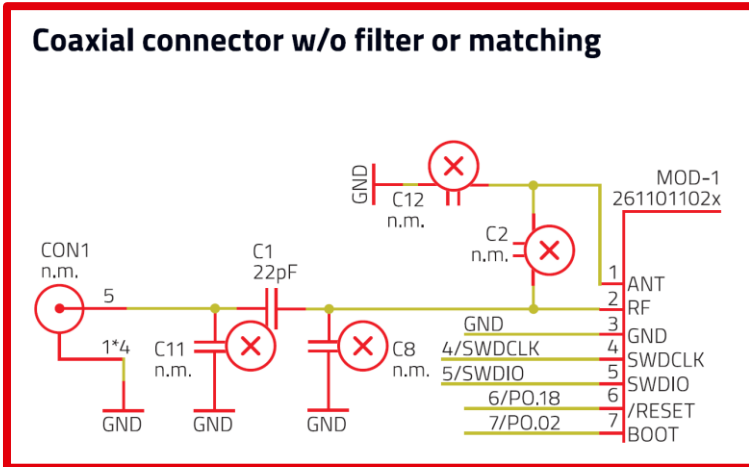 Coaxial connector w/o filter or matching
GND
C12
n.m.
MOD-1
261101102x
C2
n.m.
CON1
n.m.
C1
22pF
5
1*4
GND
C11
n.m.
GND
C8
n.m.
GND
1
ANT
2
RF
GND
3
GND
4/SWDCLK
4
SWDCLK
5/SWDIO
5
SWDIO
6/PO.18
6
/RESET
7/PO.02
7
BOOT